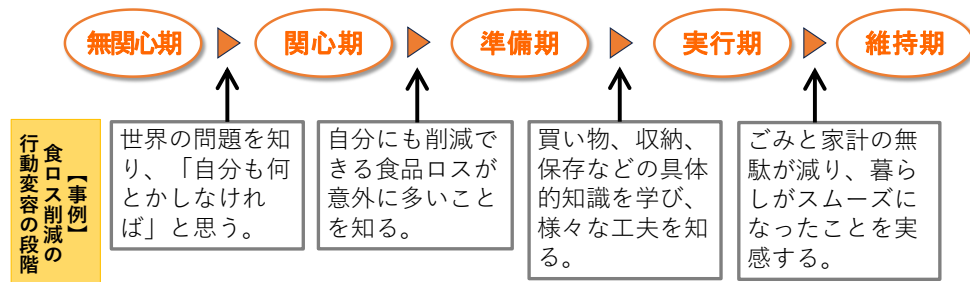 無関心期
関心期
準備期
実行期
維持期
【事例】
食ロス削減の
行動変容の段階
世界の問題を知
り、「自分も何
とかしなけれ
ば」と思う。
自分にも削減で
きる食品ロスが
意外に多いこと
を知る。
買い物、収納、
保存などの具体
的知識を学び、
様々な工夫を知
る。
ごみと家計の無
駄が減り、暮ら
しがスムーズに
なったことを実
感する。